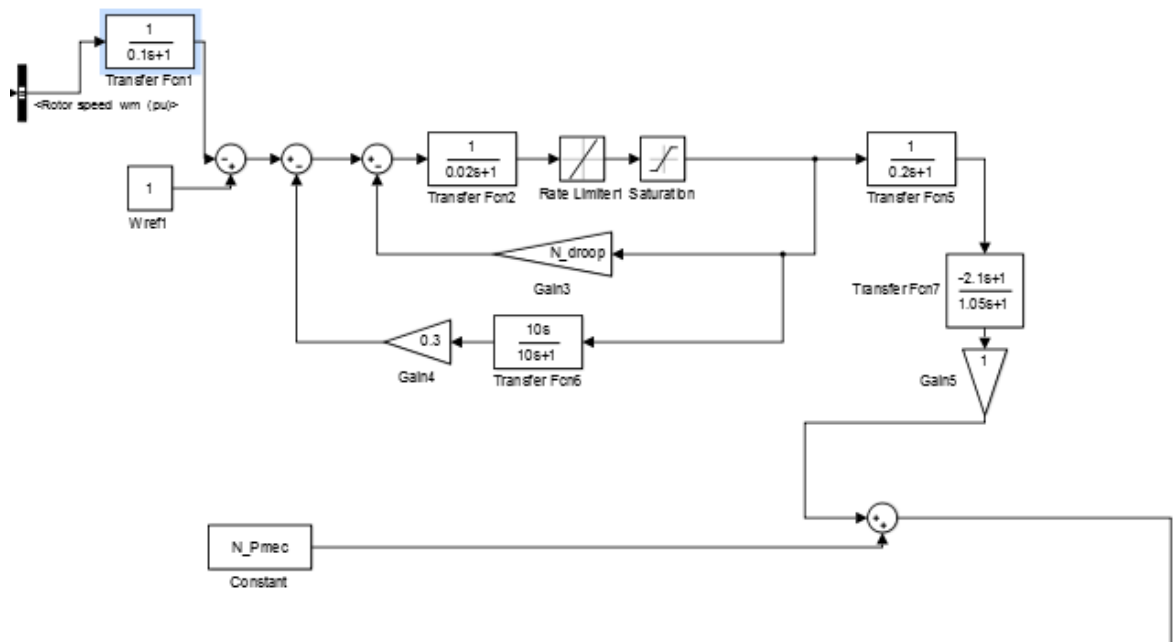 1
0.1s+1
Transfer Fcn1
<Rotor speed wm (pu)>
1
Wref1
1
0.02s+1
Transfer Fcn2
Rate Limiter1
Saturation
1
0.2s+1
Transfer Fcn5
N_droop
Gain3
-2.1s+1
1.05s+1
Transfer Fcn7
0.3
Gain4
10s
10s+1
Transfer Fcn6
1
Gain5
N_Pmec
Constant